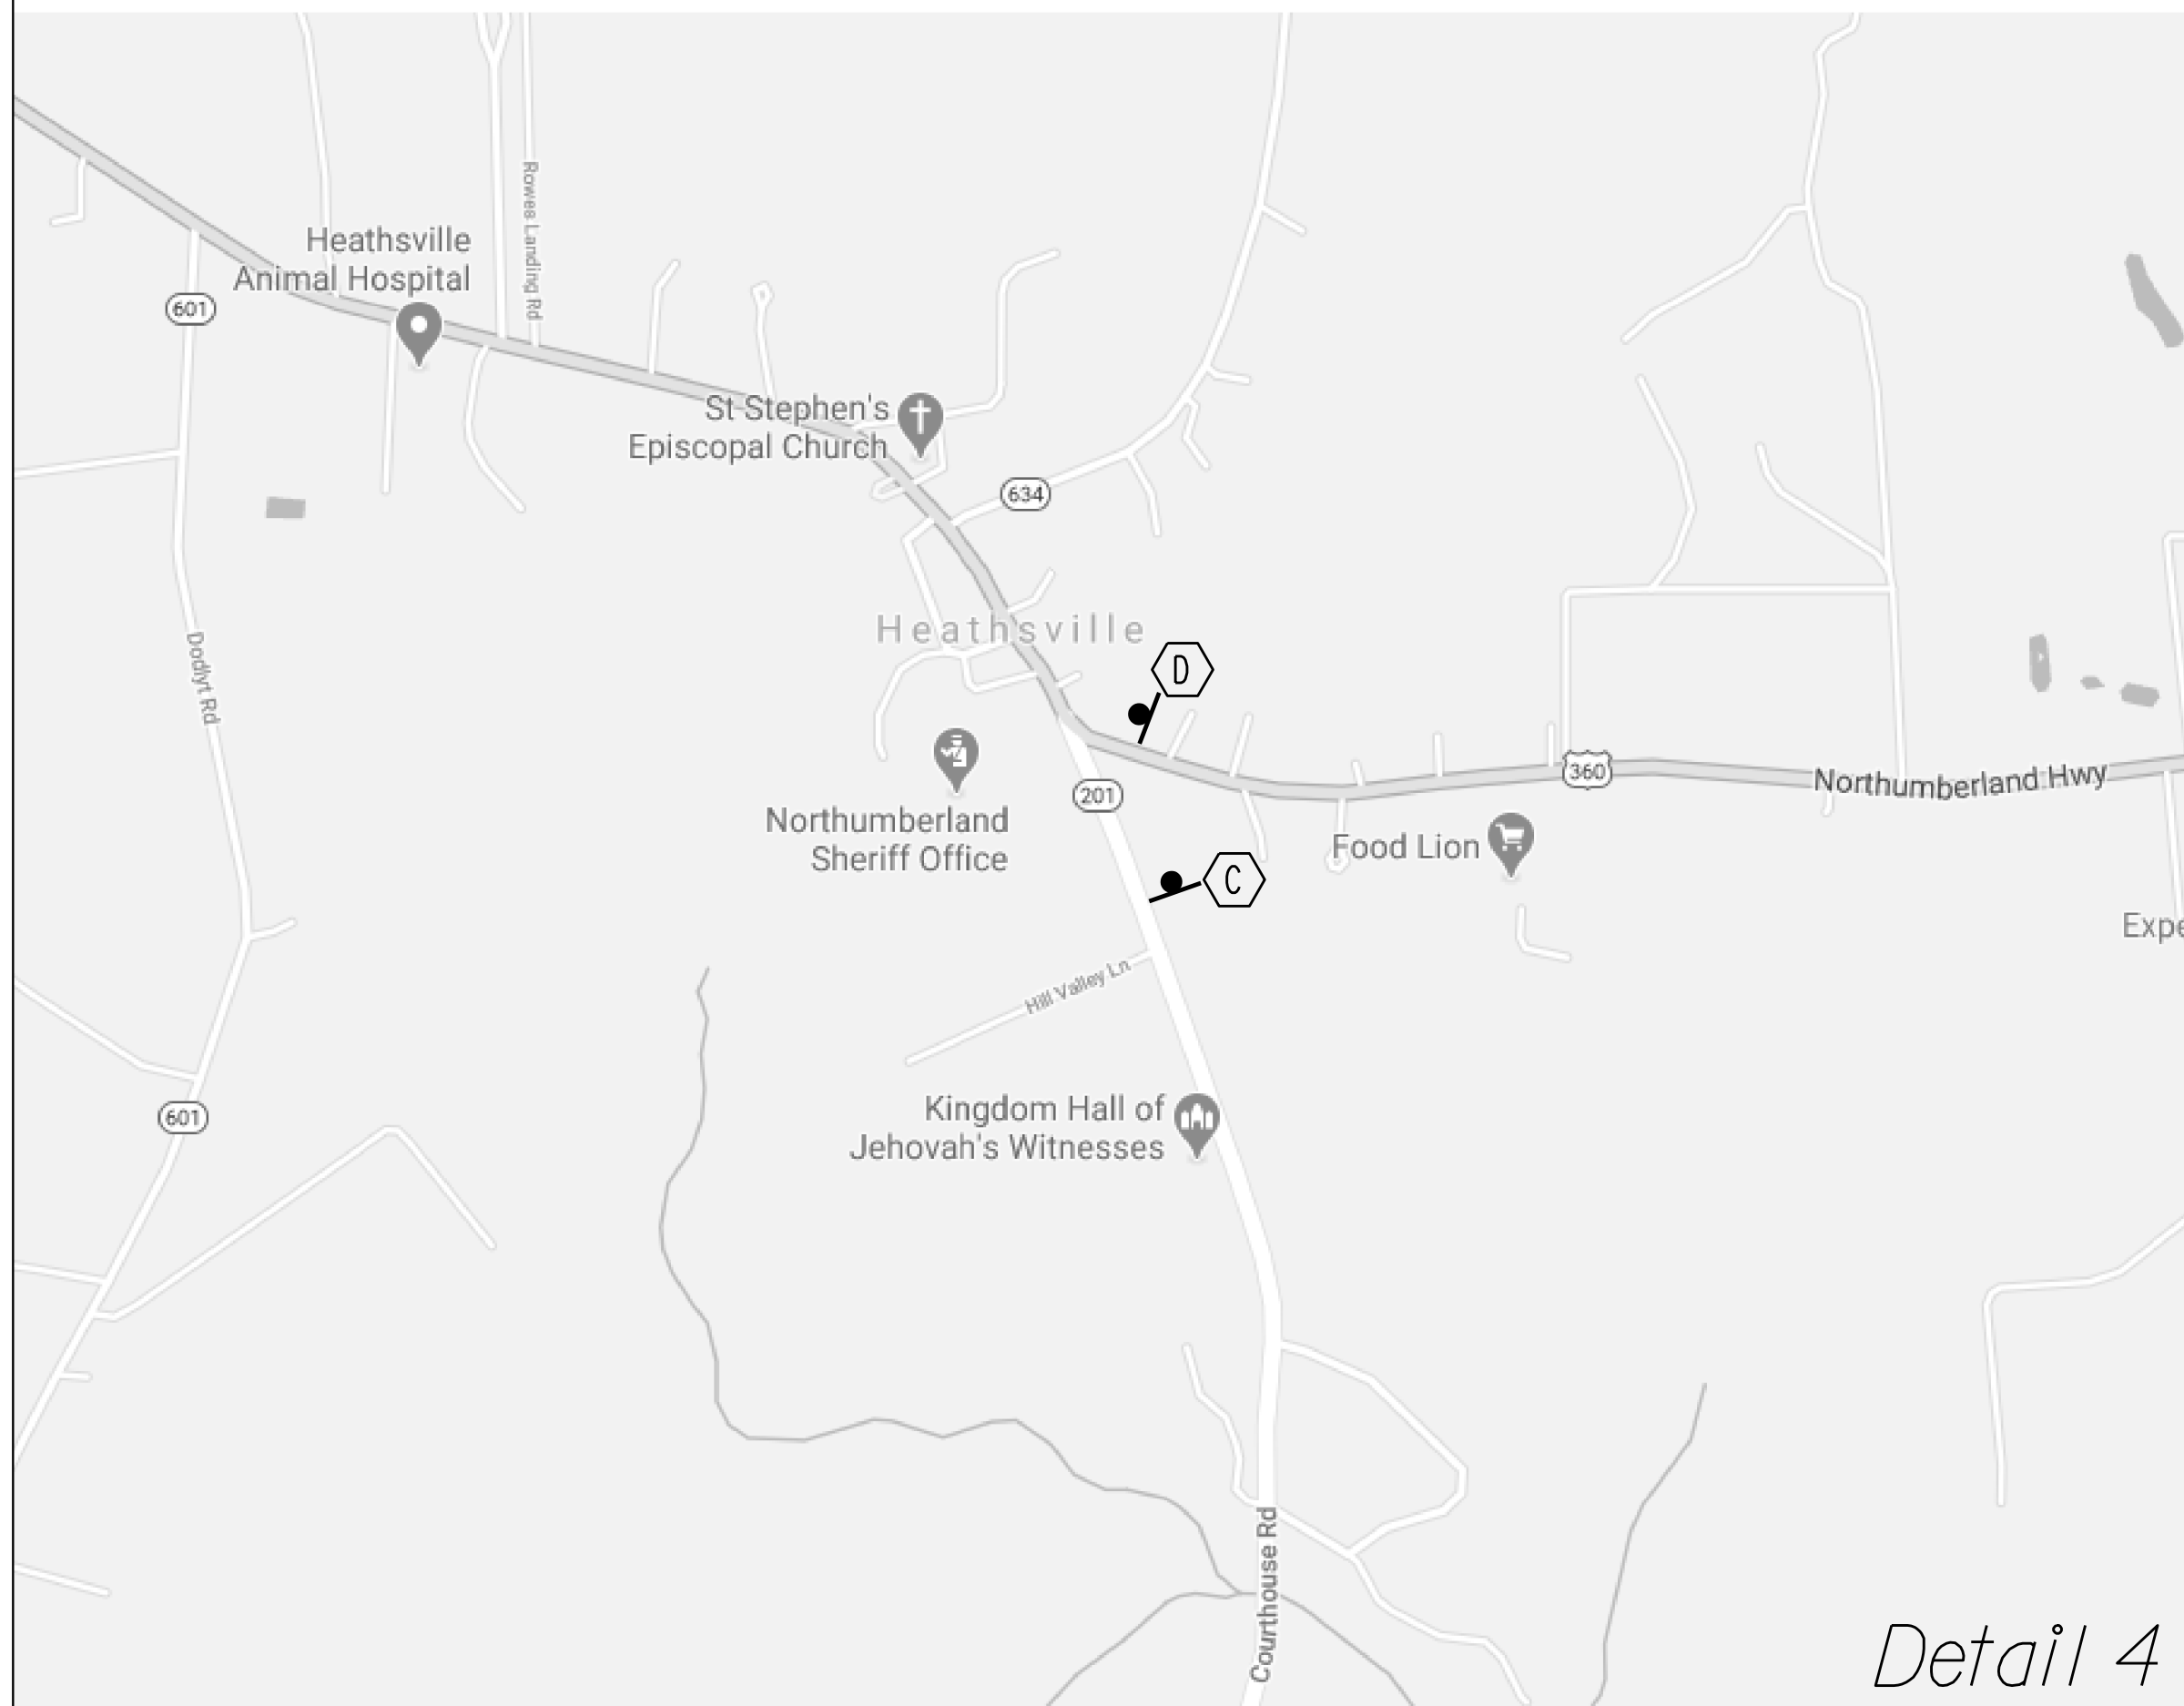 Rowes Landing Rd
Heathsville
Animal Hospital
601
St Stephen's
Episcopal Church
634
Heathsville
D
Dodlyt Rd
360
Northumberland Hwy
201
Northumberland
Sheriff Office
Food Lion
C
Expe
Hill Valley Ln
Kingdom Hall of
Jehovah's Witnesses
601
Courthouse Rd
Detail 4